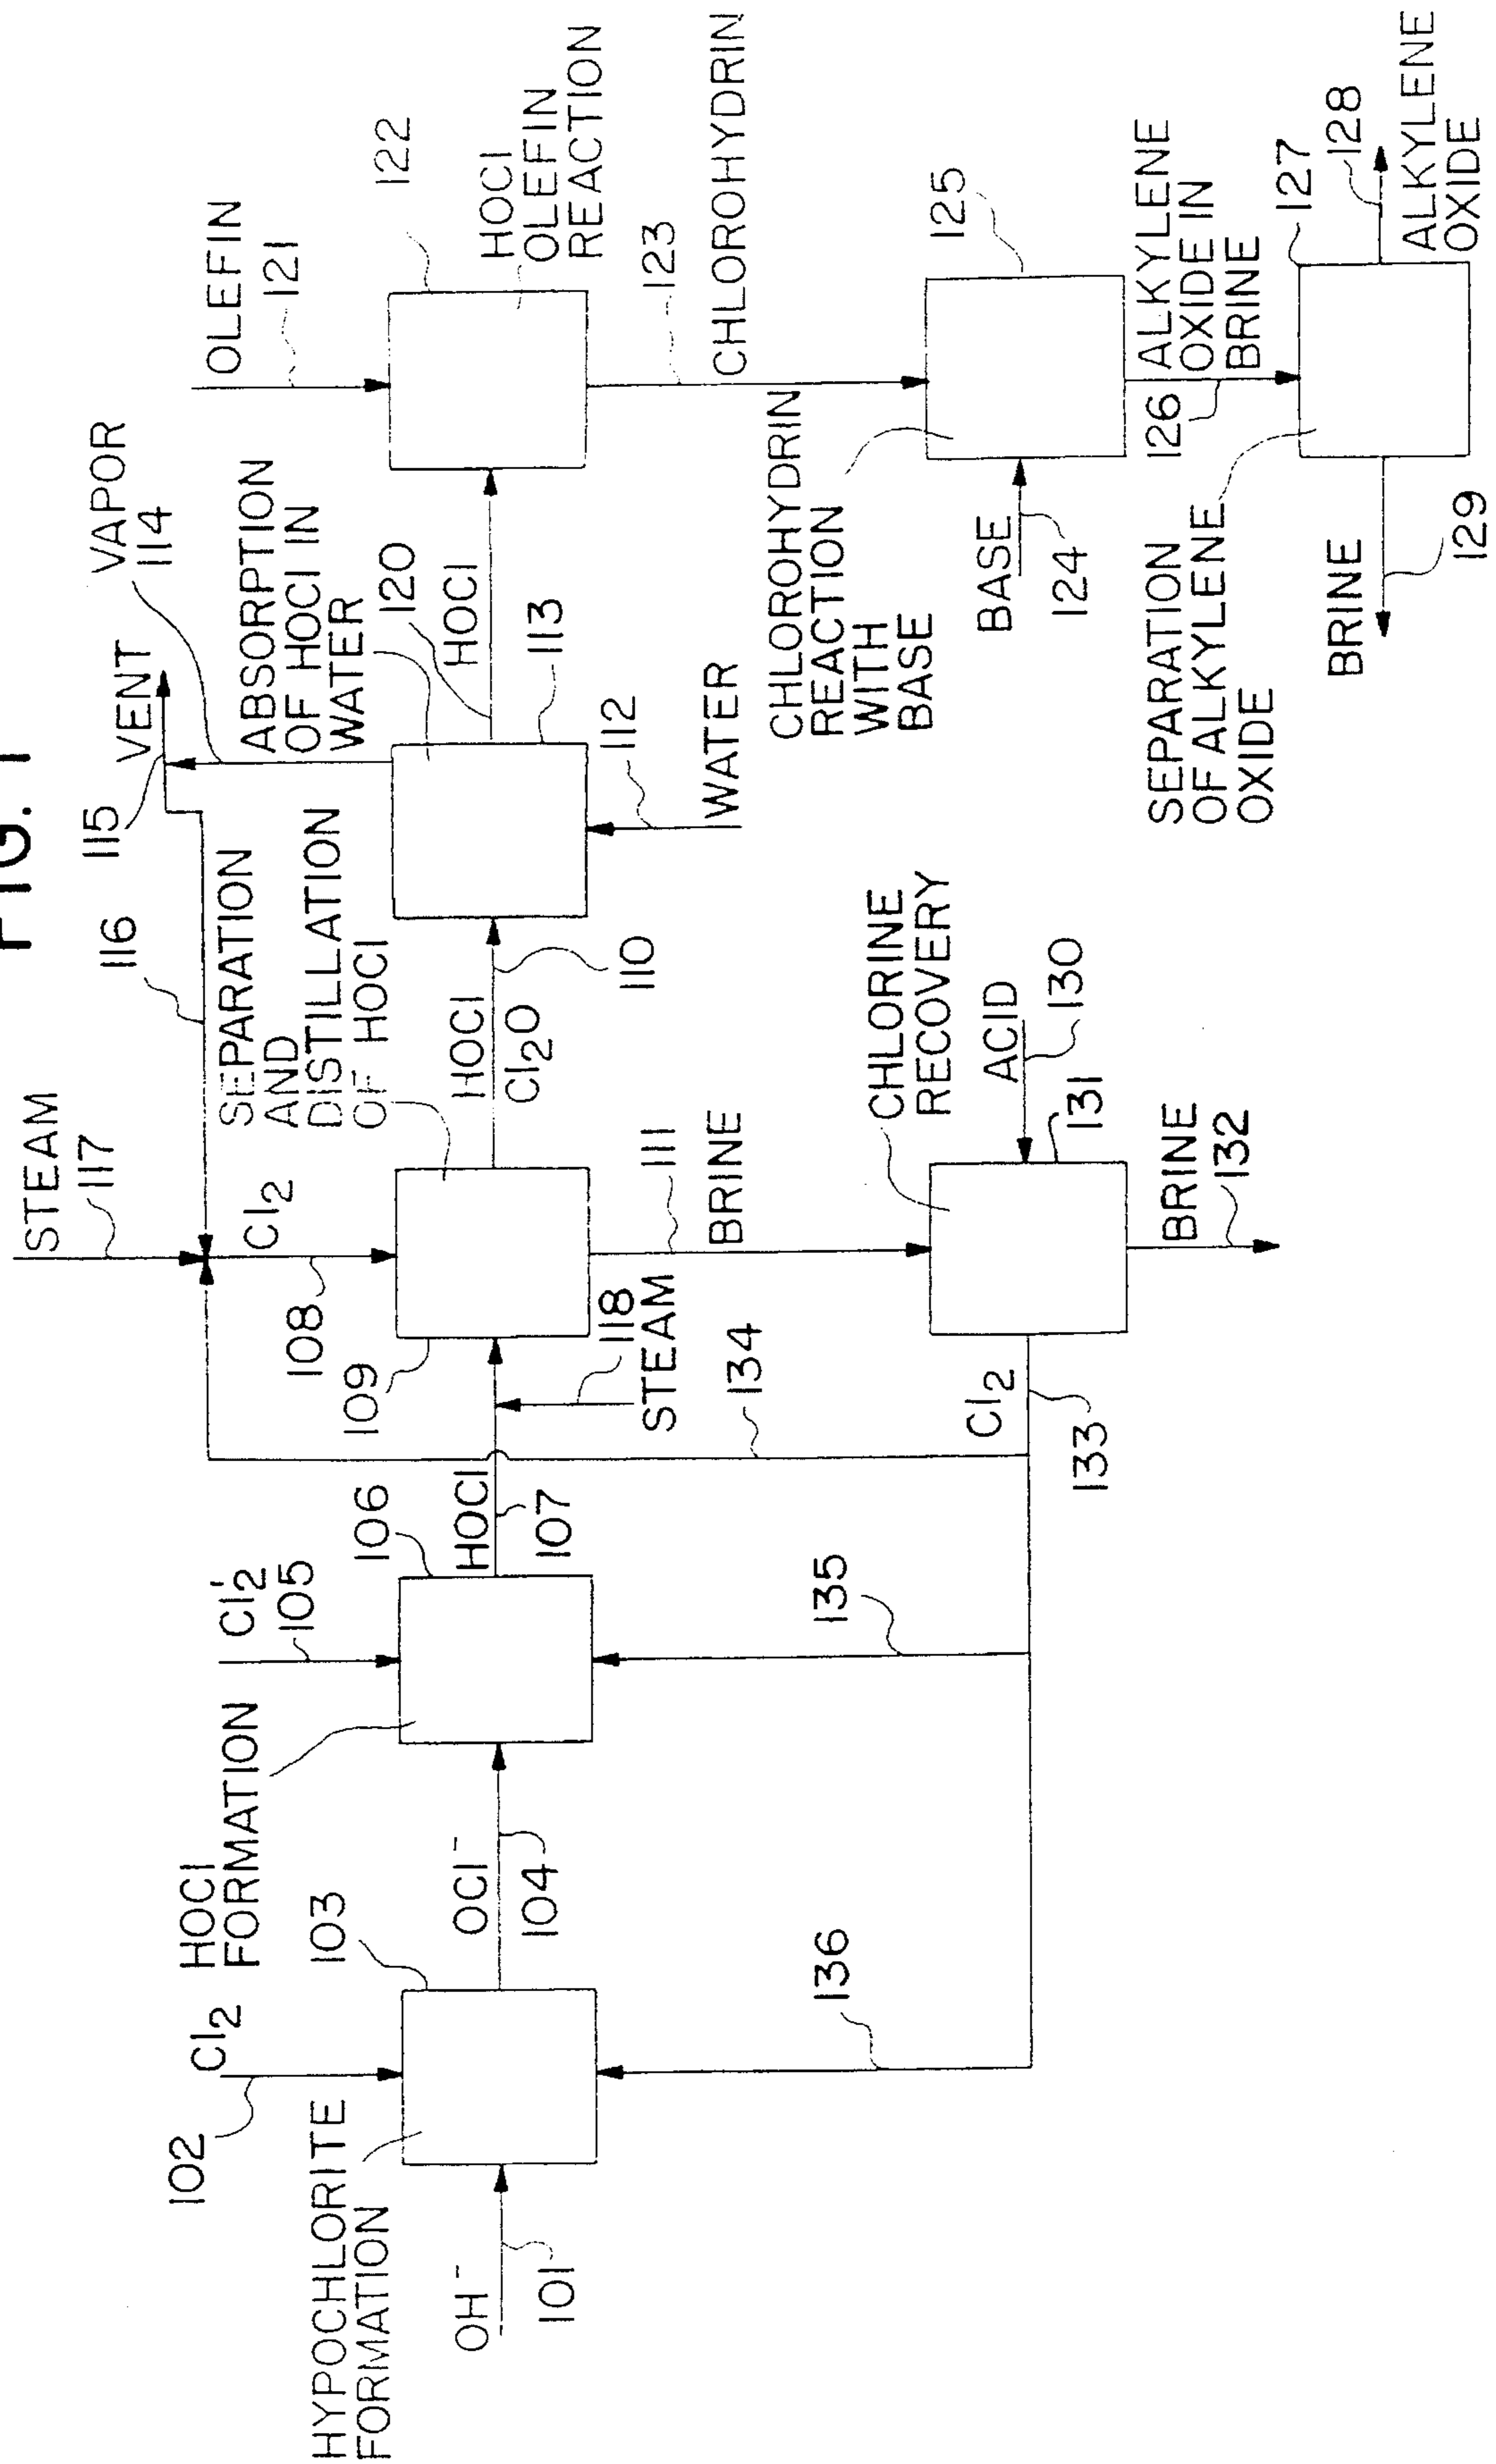 FIG. 1
STEAM
117
116
115
VENT
VAPOR
114
OLEFIN
121
122
HOCl
OLEFIN
REACTION
Cl2
102
HOCl
FORMATION
Cl2
105
106
Cl2
108
109
SEPARATION
AND
DISTILLATION
OF HOCl
ABSORPTION
OF HOCl IN
WATER
120
HYPOCHLORITE
FORMATION
103
OH⁻
101
OCl⁻
104
HOCl
107
118
STEAM
HOCl
Cl2O
110
HOCl
113
112
WATER
111
BRINE
123
CHLOROHYDRIN
136
135
134
Cl2
133
CHLORINE
RECOVERY
ACID
130
131
BRINE
132
CHLOROHYDRIN
REACTION
WITH
BASE
BASE
124
125
126
ALKYLENE
OXIDE IN
BRINE
SEPARATION
OF ALKYLENE
OXIDE
BRINE
129
127
128
ALKYLENE
OXIDE